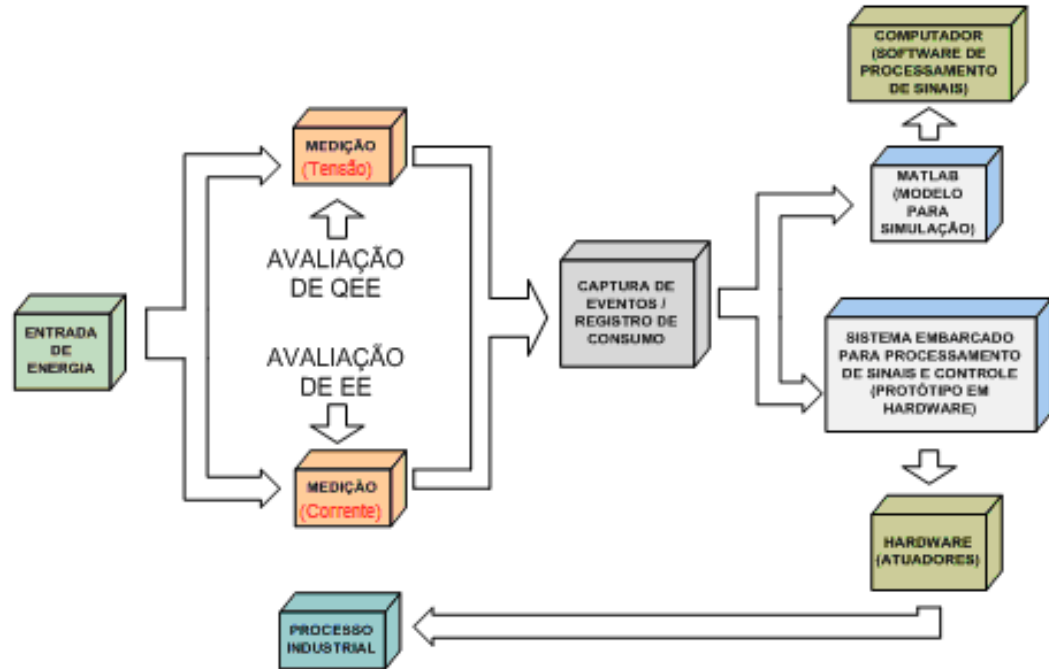 COMPUTADOR
(SOFTWARE DE
PROCESSAMENTO
DE SINAIS)
MEDIÇÃO
(Tensão)
MATLAB
(MODELO
PARA
SIMULAÇÃO)
AVALIAÇÃO
DE QEE
ENTRADA
DE
ENERGIA
CAPTURA DE
EVENTOS /
REGISTRO DE
CONSUMO
SISTEMA EMBARCADO
PARA PROCESSAMENTO
DE SINAIS E CONTROLE
(PROTÓTIPO EM
HARDWARE)
AVALIAÇÃO
DE EE
MEDIÇÃO
(Corrente)
HARDWARE
(ATUADORES)
PROCESSO
INDUSTRIAL